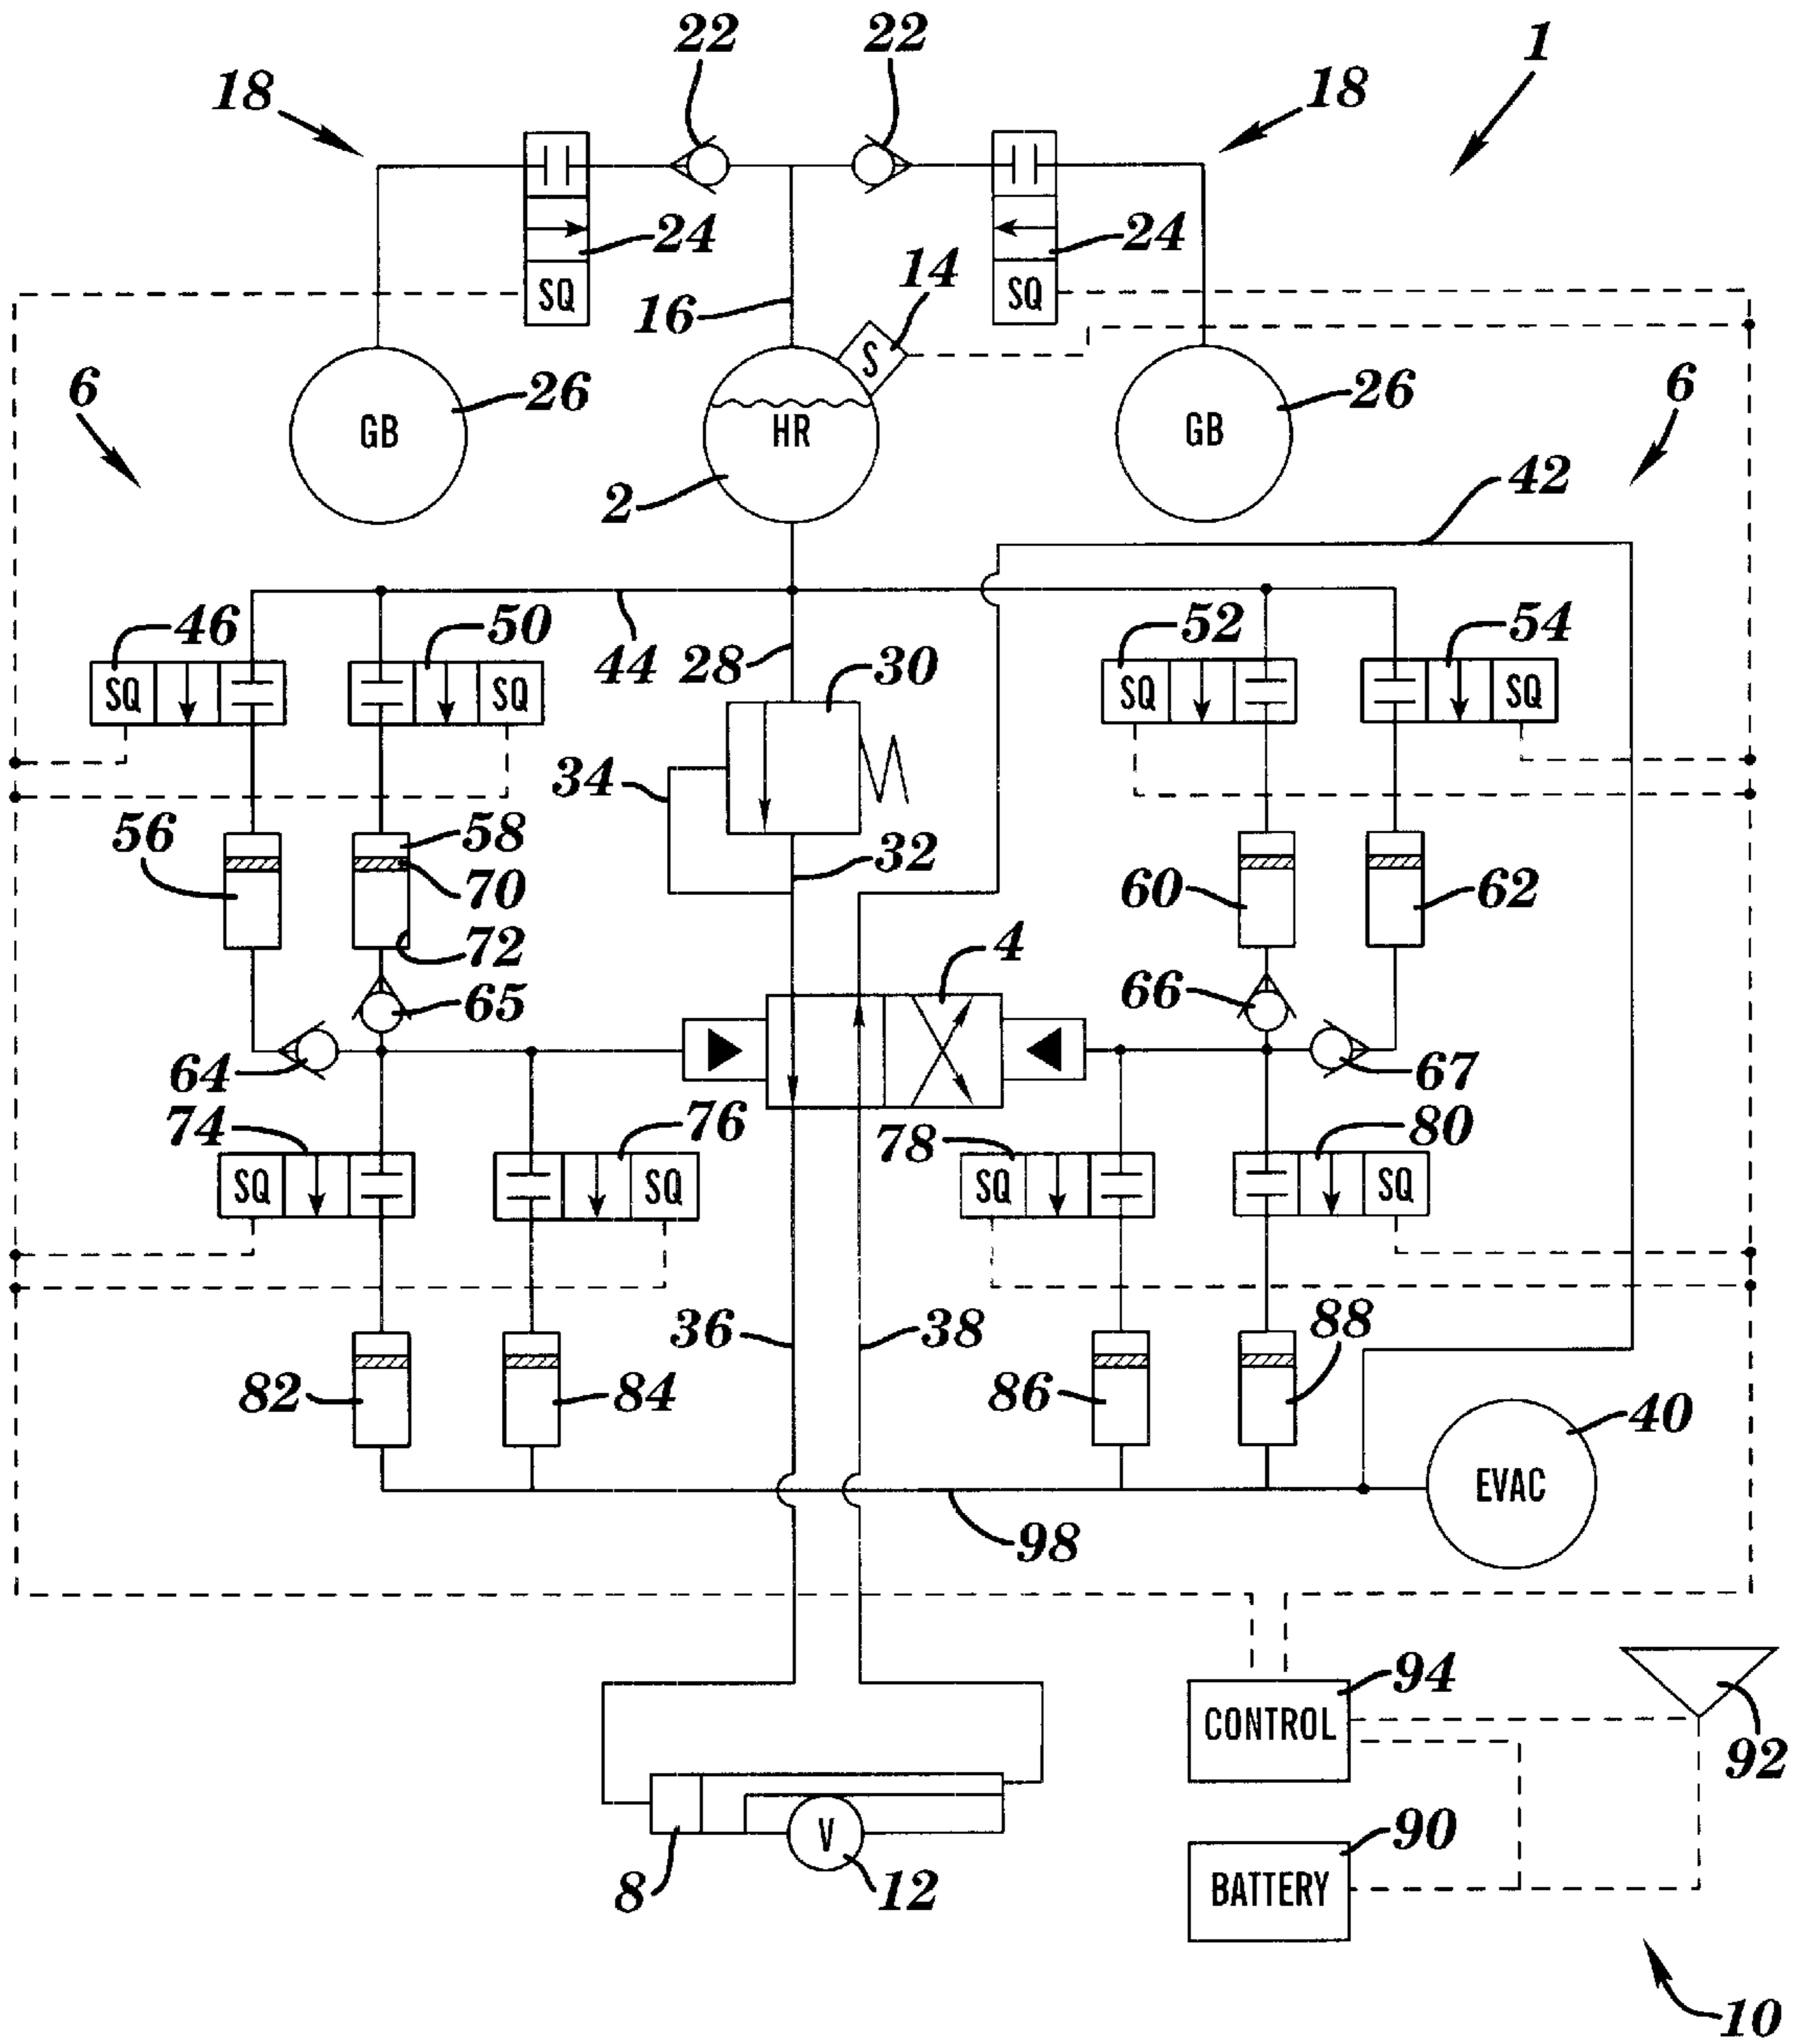 22 22 1
18 18
24 24
14
SQ SQ
16
S
6 26 26 6
GB HR GB
2 42
46 50 52 54
44 28 30
SQ SQ SQ SQ
34
56 58
32
70 60 62
72 4
65 66
64 67
74 76 78 80
SQ SQ SQ SQ
36 38 88
82 84 86 40
EVAC
98
94
CONTROL
92
90
V
8 12 BATTERY
10